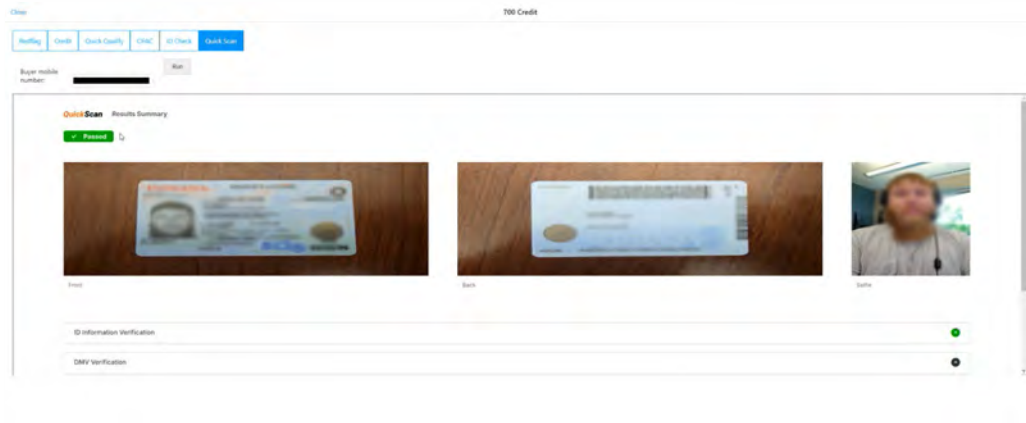 Close
700 Credit
Redflag
Credit
Quick Qualify
OFAC
ID Check
Quick Scan
Buyer mobile
number:
Run
QuickScan Results Summary
✓ Passed
Front
Back
Selfie
ID Information Verification
DMV Verification